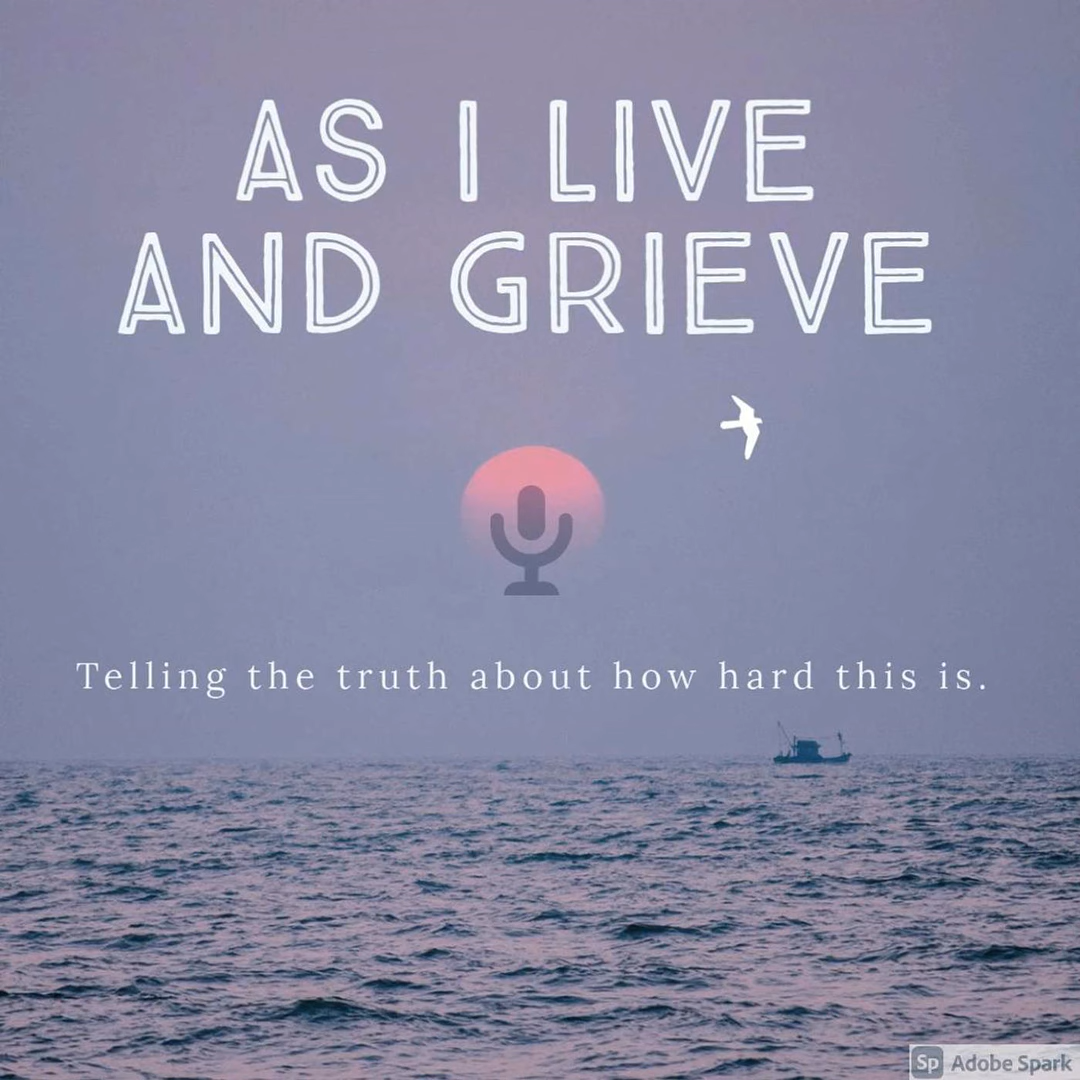 AS I LIVE
AND GRIEVE
Telling the truth about how hard this is.
Sp Adobe Spark